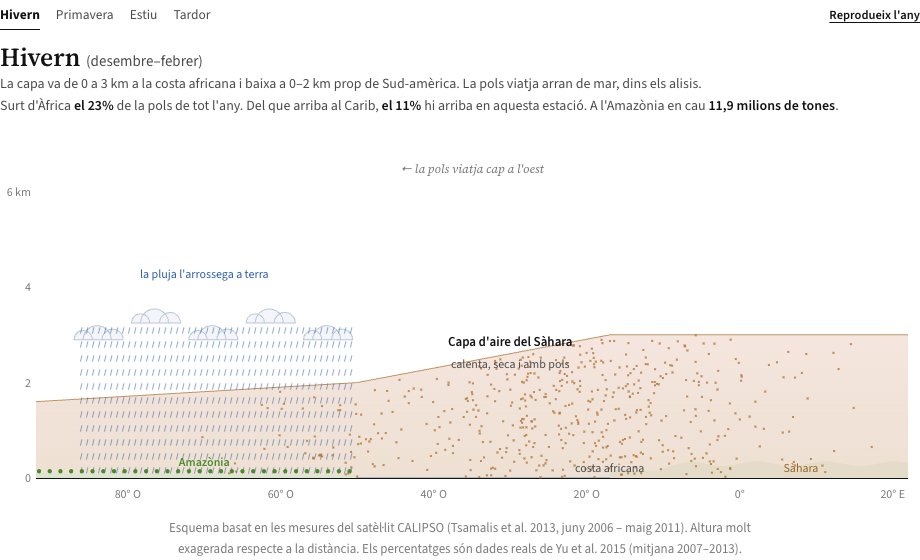 Hivern Primavera Estiu Tardor Reprodueix l'any
Hivern (desembre–febrer)
La capa va de 0 a 3 km a la costa africana i baixa a 0–2 km prop de Sud-amèrica. La pols viatja arran de mar, dins els alisis.
Surt d'Àfrica el 23% de la pols de tot l'any. Del que arriba al Carib, el 11% hi arriba en aquesta estació. A l'Amazònia en cau 11,9 milions de tones.
← la pols viatja cap a l'oest
6 km
la pluja l'arrossega a terra
4
Capa d'aire del Sàhara
calenta, seca i amb pols
2
Amazònia
costa africana
Sàhara
0
80° O 60° O 40° O 20° O 0° 20° E
Esquema basat en les mesures del satèl·lit CALIPSO (Tsamalis et al. 2013, juny 2006 – maig 2011). Altura molt
exagerada respecte a la distància. Els percentatges són dades reals de Yu et al. 2015 (mitjana 2007–2013).